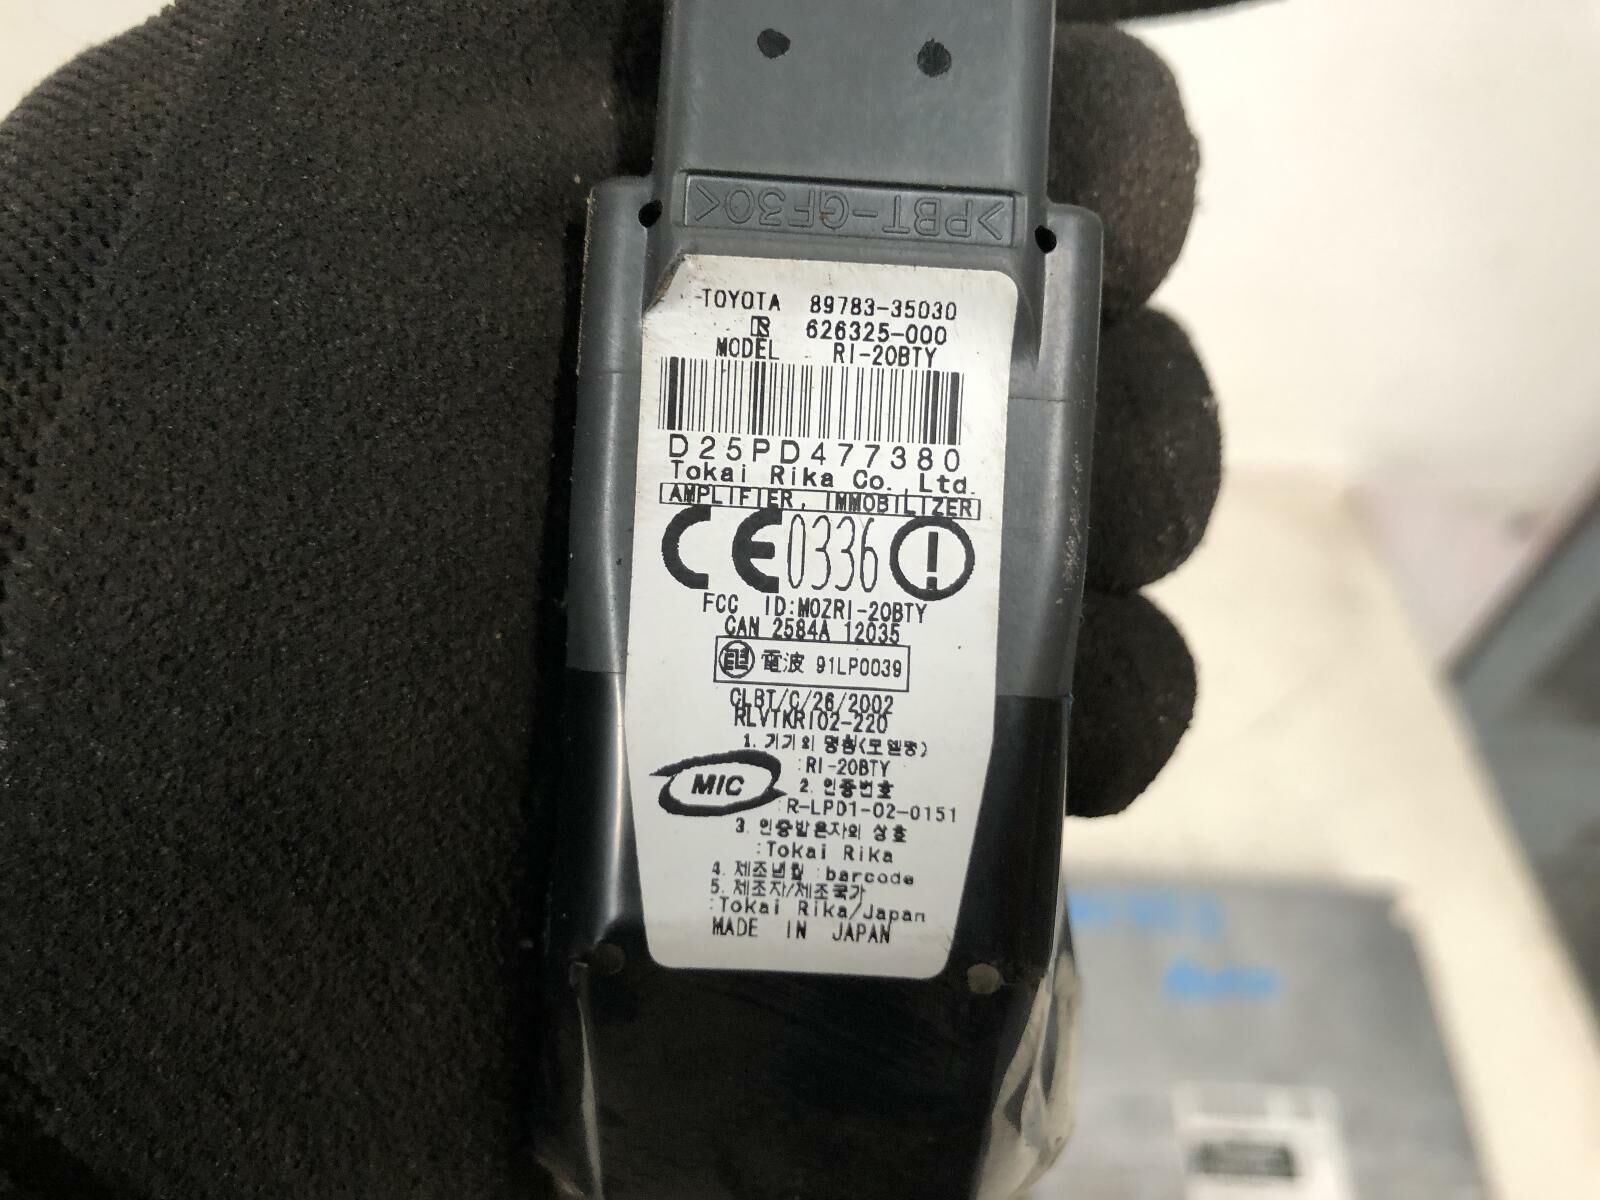 >PBT-GF30<
TOYOTA 89783-35030
R 626325-000
MODEL RI-20BTY
D25PD477380
Tokai Rika Co.,Ltd.
AMPLIFIER, IMMOBILIZER
CE0336
FCC ID:MOZRI-20BTY
CAN 2584A 12035
電波 91LP0039
CLBT/C/26/2002
RLVTKRI02-220
1. 기기의 명칭(모델명)
:RI-20BTY
MIC
2. 인증번호
:R-LPD1-02-0151
3. 인증받은자의 상호
:Tokai Rika
4. 제조년월 :barcode
5. 제조자/제조국가
:Tokai Rika/Japan
MADE IN JAPAN